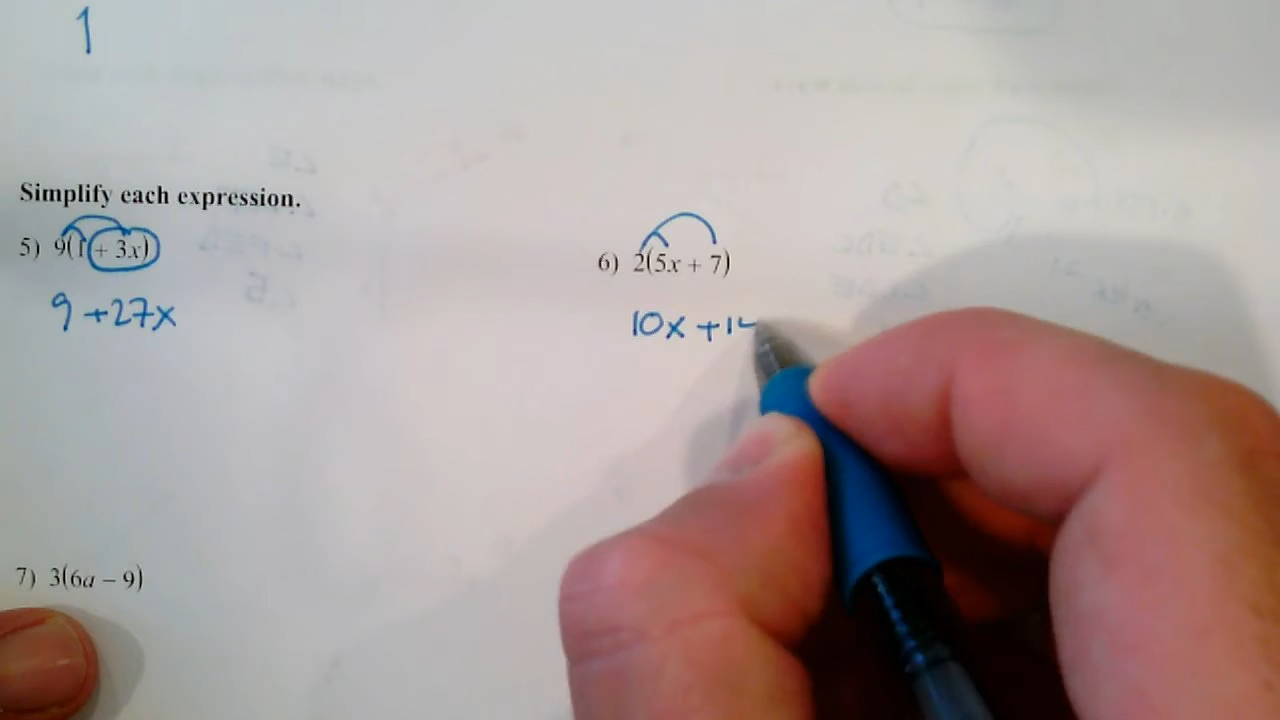 1
Simplify each expression.
5) 9(1 + 3x)
9 + 27x
6) 2(5x + 7)
10x + 14
7) 3(6a − 9)